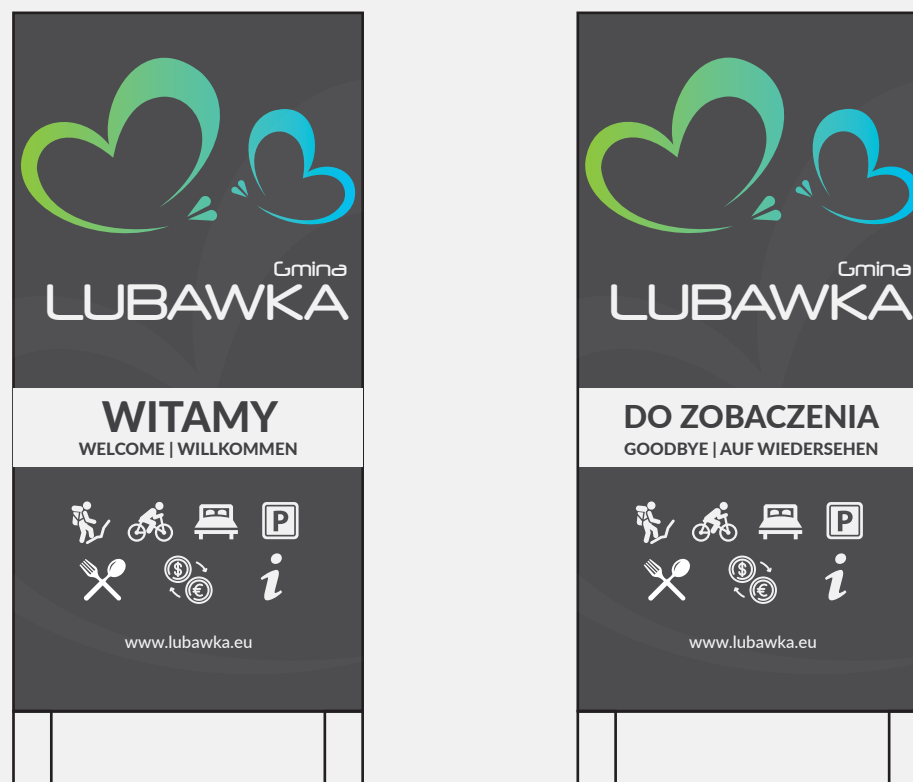 Gmina
LUBAWKA
WITAMY
WELCOME | WILLKOMMEN
P
$
€
i
www.lubawka.eu
Gmina
LUBAWKA
DO ZOBACZENIA
GOODBYE | AUF WIEDERSEHEN
P
$
€
i
www.lubawka.eu